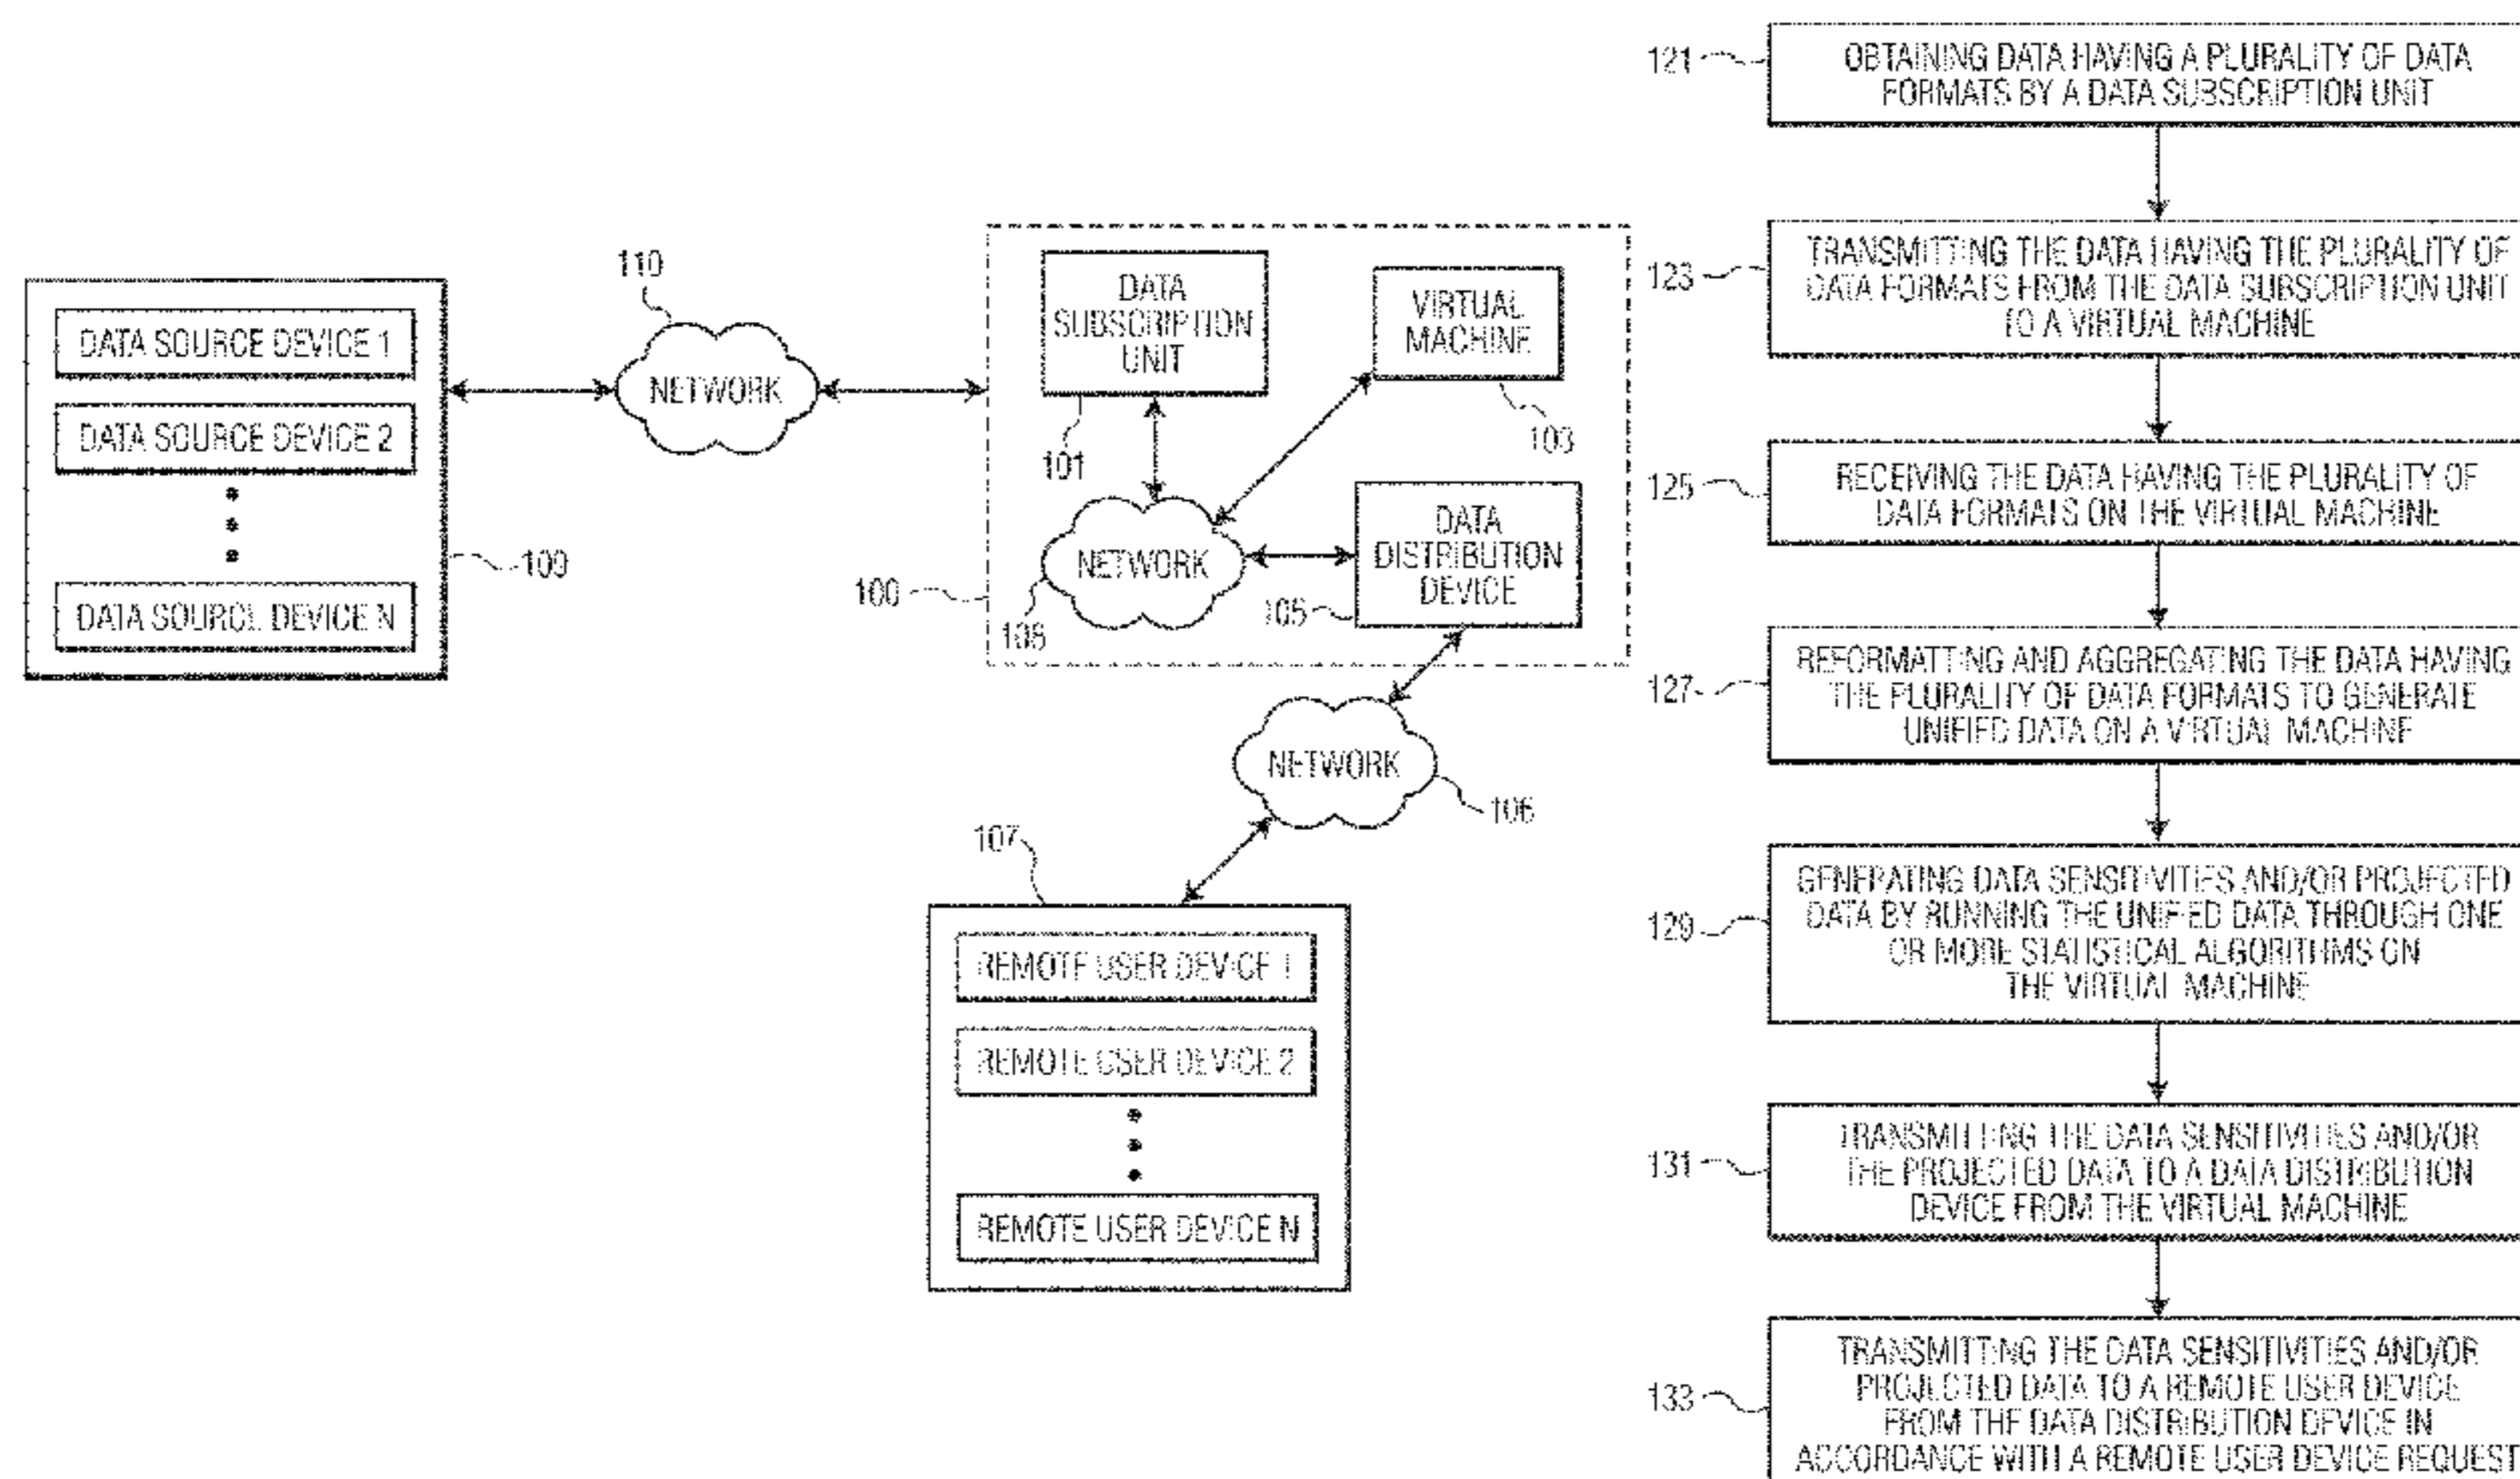 110
DATA SOURCE DEVICE 1
DATA SOURCE DEVICE 2
DATA SOURCE DEVICE N
109
NETWORK
DATA
SUBSCRIPTION
UNIT
101
VIRTUAL
MACHINE
103
NETWORK
108
100
DATA
DISTRIBUTION
DEVICE
105
NETWORK
106
107
REMOTE USER DEVICE 1
REMOTE USER DEVICE 2
REMOTE USER DEVICE N
121
OBTAINING DATA HAVING A PLURALITY OF DATA
FORMATS BY A DATA SUBSCRIPTION UNIT
123
TRANSMITTING THE DATA HAVING THE PLURALITY OF
DATA FORMATS FROM THE DATA SUBSCRIPTION UNIT
TO A VIRTUAL MACHINE
125
RECEIVING THE DATA HAVING THE PLURALITY OF
DATA FORMATS ON THE VIRTUAL MACHINE
127
REFORMATTING AND AGGREGATING THE DATA HAVING
THE PLURALITY OF DATA FORMATS TO GENERATE
UNIFIED DATA ON A VIRTUAL MACHINE
129
GENERATING DATA SENSITIVITIES AND/OR PROJECTED
DATA BY RUNNING THE UNIFIED DATA THROUGH ONE
OR MORE STATISTICAL ALGORITHMS ON
THE VIRTUAL MACHINE
131
TRANSMITTING THE DATA SENSITIVITIES AND/OR
THE PROJECTED DATA TO A DATA DISTRIBUTION
DEVICE FROM THE VIRTUAL MACHINE
133
TRANSMITTING THE DATA SENSITIVITIES AND/OR
PROJECTED DATA TO A REMOTE USER DEVICE
FROM THE DATA DISTRIBUTION DEVICE IN
ACCORDANCE WITH A REMOTE USER DEVICE REQUEST